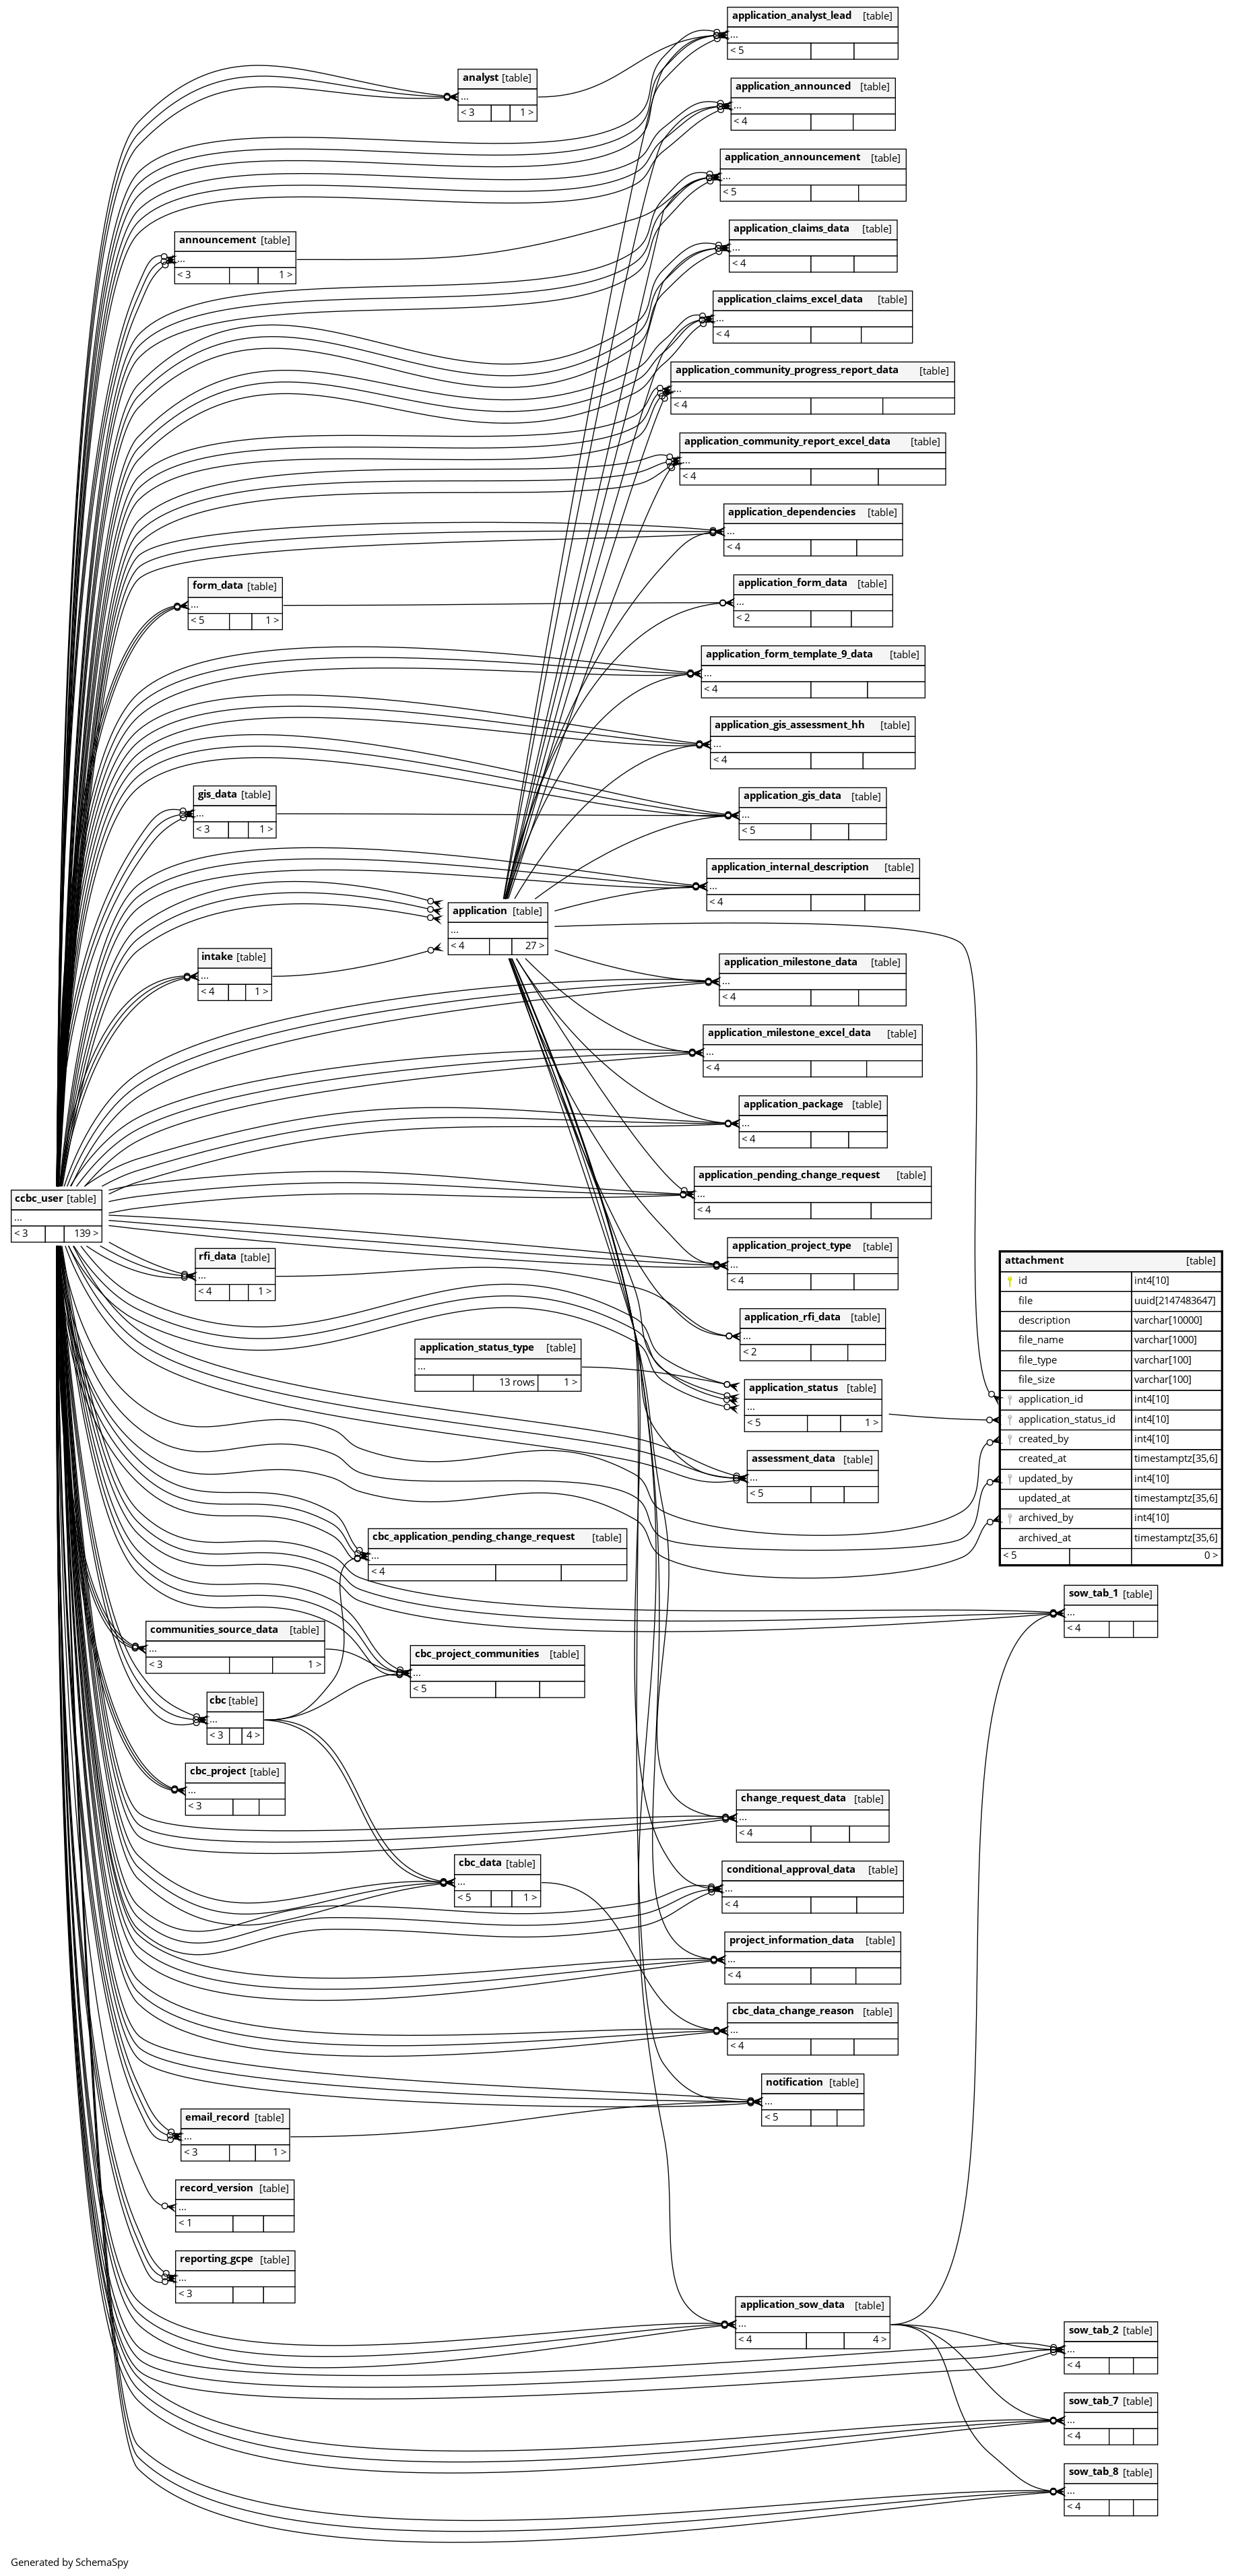 application_analyst_lead [table]
...
< 5
analyst [table]
...
< 3 1 >
application_announced [table]
...
< 4
application_announcement [table]
...
< 5
announcement [table]
...
< 3 1 >
application_claims_data [table]
...
< 4
application_claims_excel_data [table]
...
< 4
application_community_progress_report_data [table]
...
< 4
application_community_report_excel_data [table]
...
< 4
application_dependencies [table]
...
< 4
form_data [table]
...
< 5 1 >
application_form_data [table]
...
< 2
application_form_template_9_data [table]
...
< 4
application_gis_assessment_hh [table]
...
< 4
gis_data [table]
...
< 3 1 >
application_gis_data [table]
...
< 5
application_internal_description [table]
...
< 4
application [table]
...
< 4 27 >
intake [table]
...
< 4 1 >
application_milestone_data [table]
...
< 4
application_milestone_excel_data [table]
...
< 4
application_package [table]
...
< 4
application_pending_change_request [table]
...
< 4
ccbc_user [table]
...
< 3 139 >
application_project_type [table]
...
< 4
rfi_data [table]
...
< 4 1 >
application_rfi_data [table]
...
< 2
application_status_type [table]
...
13 rows 1 >
application_status [table]
...
< 5 1 >
attachment [table]
id int4[10]
file uuid[2147483647]
description varchar[10000]
file_name varchar[1000]
file_type varchar[100]
file_size varchar[100]
application_id int4[10]
application_status_id int4[10]
created_by int4[10]
created_at timestamptz[35,6]
updated_by int4[10]
updated_at timestamptz[35,6]
archived_by int4[10]
archived_at timestamptz[35,6]
< 5 0 >
assessment_data [table]
...
< 5
cbc_application_pending_change_request [table]
...
< 4
sow_tab_1 [table]
...
< 4
communities_source_data [table]
...
< 3 1 >
cbc_project_communities [table]
...
< 5
cbc [table]
...
< 3 4 >
cbc_project [table]
...
< 3
change_request_data [table]
...
< 4
cbc_data [table]
...
< 5 1 >
conditional_approval_data [table]
...
< 4
project_information_data [table]
...
< 4
cbc_data_change_reason [table]
...
< 4
notification [table]
...
< 5
email_record [table]
...
< 3 1 >
record_version [table]
...
< 1
reporting_gcpe [table]
...
< 3
application_sow_data [table]
...
< 4 4 >
sow_tab_2 [table]
...
< 4
sow_tab_7 [table]
...
< 4
sow_tab_8 [table]
...
< 4
Generated by SchemaSpy